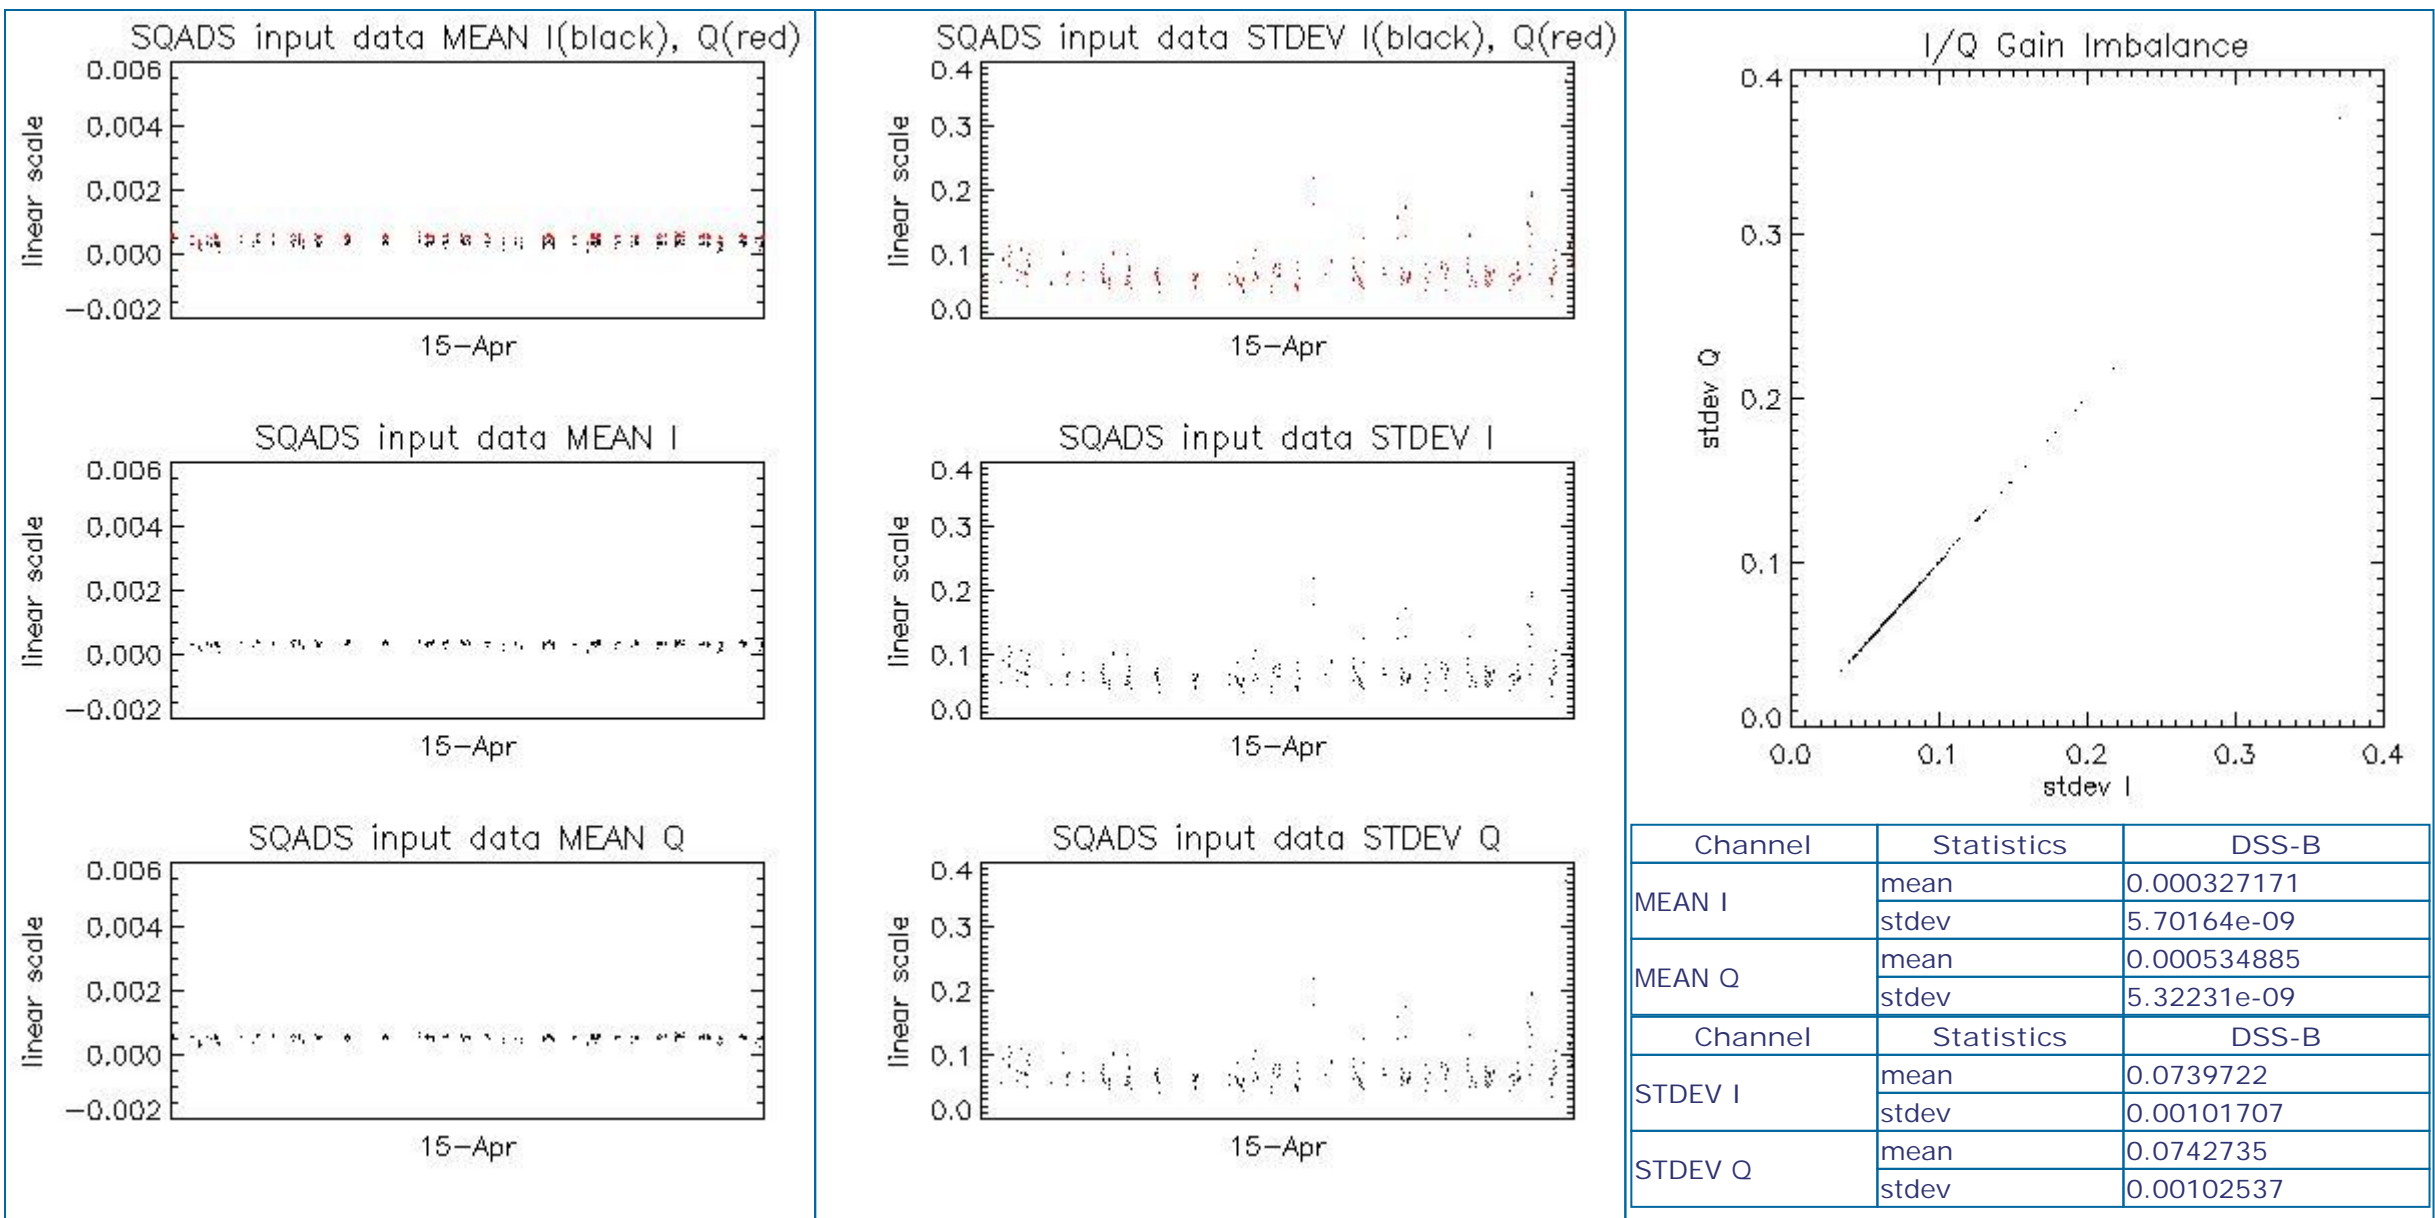 SQADS input data MEAN I(black), Q(red)
0.006
0.004
0.002
0.000
−0.002
linear scale
15−Apr
SQADS input data MEAN I
0.006
0.004
0.002
0.000
−0.002
linear scale
15−Apr
SQADS input data MEAN Q
0.006
0.004
0.002
0.000
−0.002
linear scale
15−Apr
SQADS input data STDEV I(black), Q(red)
0.4
0.3
0.2
0.1
0.0
linear scale
15−Apr
SQADS input data STDEV I
0.4
0.3
0.2
0.1
0.0
linear scale
15−Apr
SQADS input data STDEV Q
0.4
0.3
0.2
0.1
0.0
linear scale
15−Apr
I/Q Gain Imbalance
0.4
0.3
0.2
0.1
0.0
stdev Q
0.0 0.1 0.2 0.3 0.4
stdev I
Channel Statistics DSS-B
MEAN I mean 0.000327171
stdev 5.70164e-09
MEAN Q mean 0.000534885
stdev 5.32231e-09
Channel Statistics DSS-B
STDEV I mean 0.0739722
stdev 0.00101707
STDEV Q mean 0.0742735
stdev 0.00102537